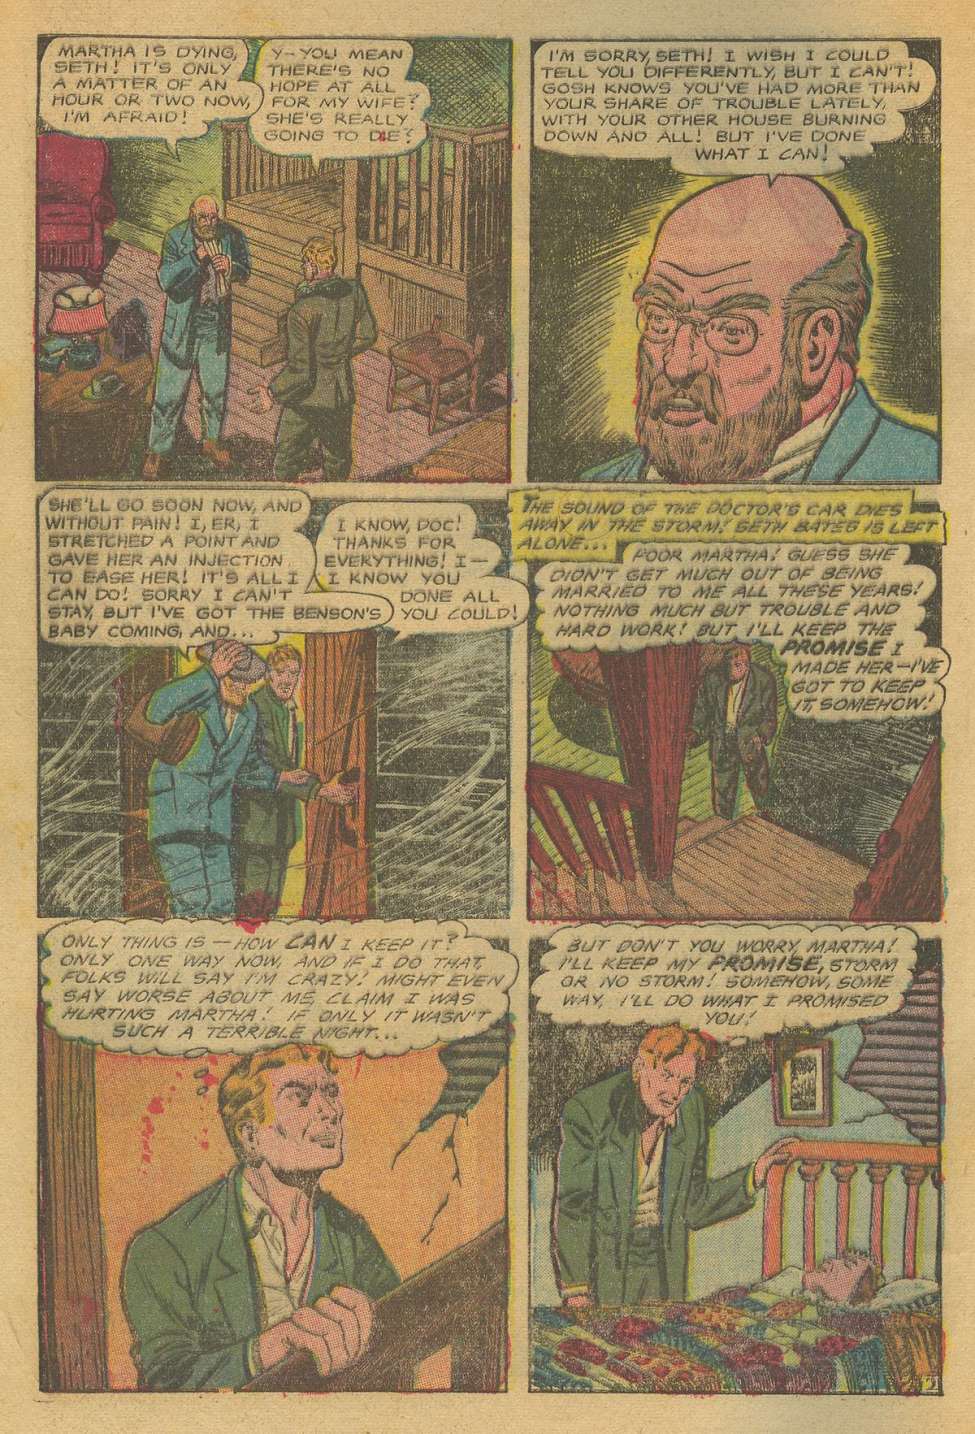 MARTHA IS DYING,
SETH! IT'S ONLY
A MATTER OF AN
HOUR OR TWO NOW,
I'M AFRAID!
Y-YOU MEAN
THERE'S NO
HOPE AT ALL
FOR MY WIFE?
SHE'S REALLY
GOING TO DIE?
I'M SORRY, SETH! I WISH I COULD
TELL YOU DIFFERENTLY, BUT I CAN'T!
GOSH KNOWS YOU'VE HAD MORE THAN
YOUR SHARE OF TROUBLE LATELY,
WITH YOUR OTHER HOUSE BURNING
DOWN AND ALL! BUT I'VE DONE
WHAT I CAN!
SHE'LL GO SOON NOW, AND
WITHOUT PAIN! I, ER, I
STRETCHED A POINT AND
GAVE HER AN INJECTION
TO EASE HER! IT'S ALL I
CAN DO! SORRY I CAN'T
STAY, BUT I'VE GOT THE BENSON'S
BABY COMING, AND...
I KNOW, DOC!
THANKS FOR
EVERYTHING! I—
I KNOW YOU
DONE ALL
YOU COULD!
THE SOUND OF THE DOCTOR'S CAR DIES
AWAY IN THE STORM! SETH BATES IS LEFT
ALONE...
POOR MARTHA! GUESS SHE
DIDN'T GET MUCH OUT OF BEING
MARRIED TO ME ALL THESE YEARS!
NOTHING MUCH BUT TROUBLE AND
HARD WORK! BUT I'LL KEEP THE
PROMISE I
MADE HER—I'VE
GOT TO KEEP
IT, SOMEHOW!
ONLY THING IS — HOW CAN I KEEP IT?
ONLY ONE WAY NOW, AND IF I DO THAT,
FOLKS WILL SAY I'M CRAZY! MIGHT EVEN
SAY WORSE ABOUT ME, CLAIM I WAS
HURTING MARTHA! IF ONLY IT WASN'T
SUCH A TERRIBLE NIGHT...
BUT DON'T YOU WORRY, MARTHA!
I'LL KEEP MY PROMISE, STORM
OR NO STORM! SOMEHOW, SOME
WAY, I'LL DO WHAT I PROMISED
YOU!
2